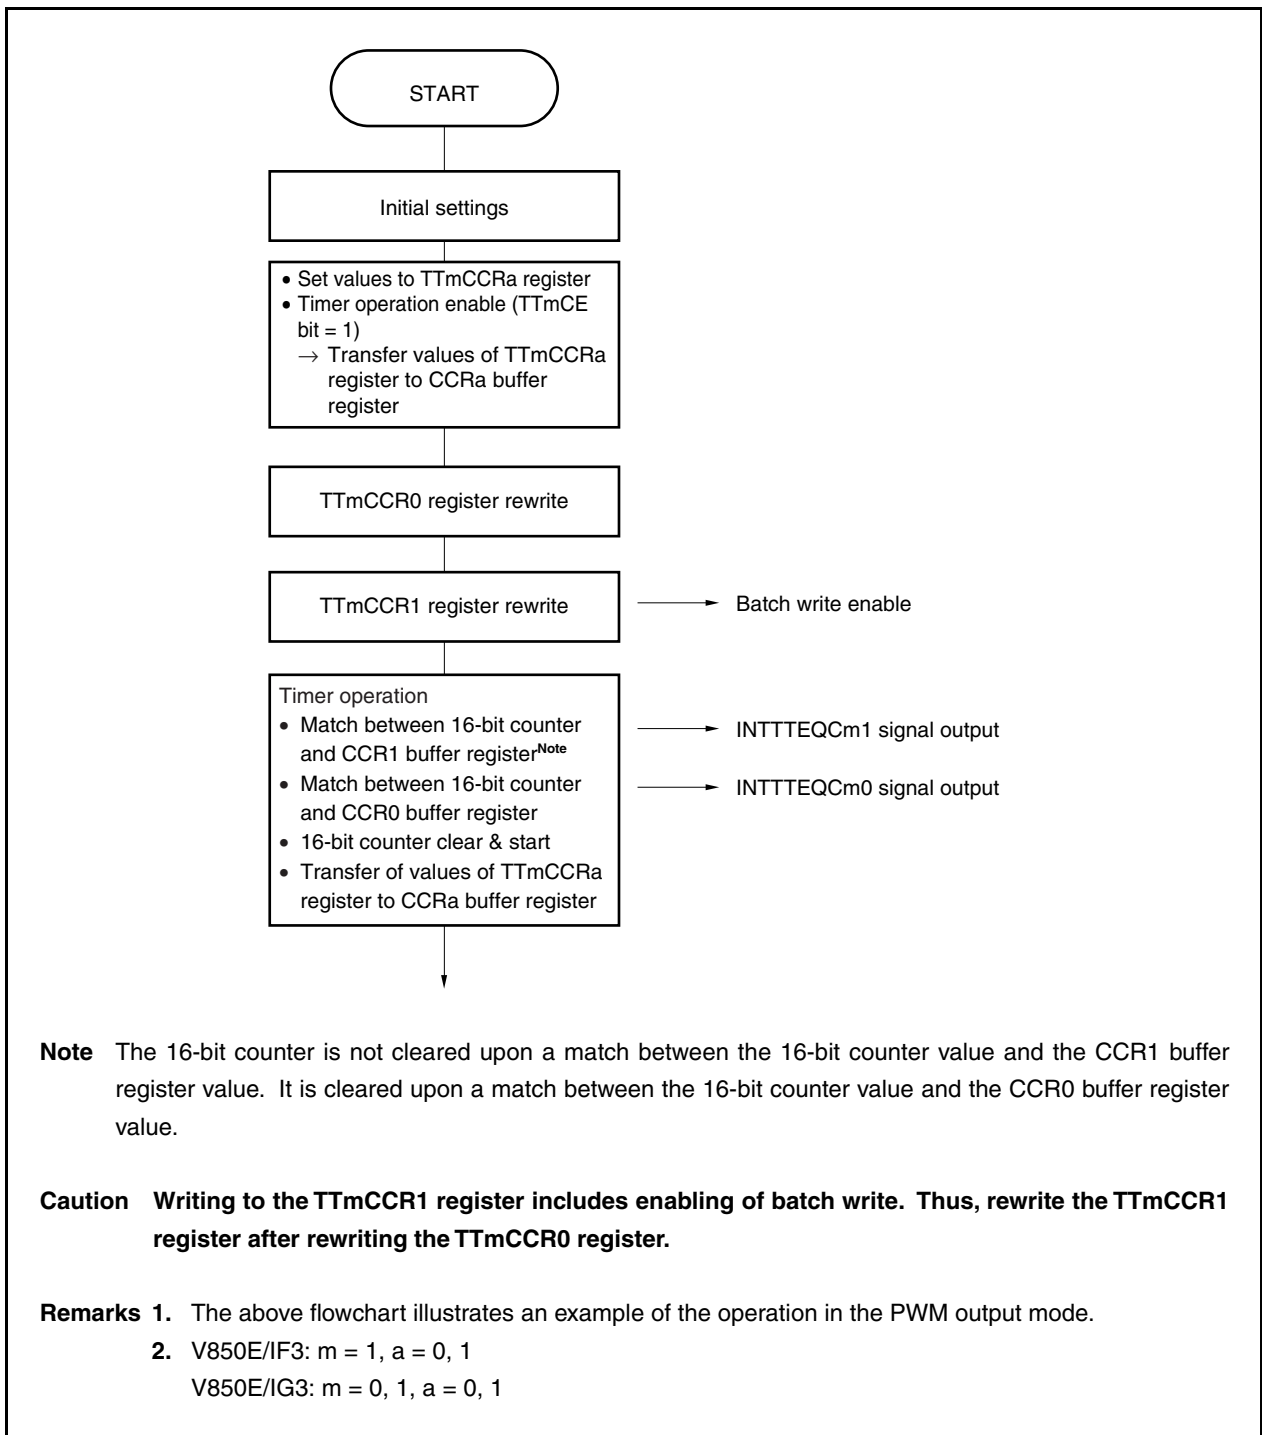 START
Initial settings
• Set values to TTmCCRa register
• Timer operation enable (TTmCE
bit = 1)
→ Transfer values of TTmCCRa
register to CCRa buffer
register
TTmCCR0 register rewrite
TTmCCR1 register rewrite
Batch write enable
Timer operation
• Match between 16-bit counter
and CCR1 buffer registerNote
INTTTEQCm1 signal output
• Match between 16-bit counter
and CCR0 buffer register
INTTTEQCm0 signal output
• 16-bit counter clear & start
• Transfer of values of TTmCCRa
register to CCRa buffer register
Note The 16-bit counter is not cleared upon a match between the 16-bit counter value and the CCR1 buffer
register value. It is cleared upon a match between the 16-bit counter value and the CCR0 buffer register
value.
Caution Writing to the TTmCCR1 register includes enabling of batch write. Thus, rewrite the TTmCCR1
register after rewriting the TTmCCR0 register.
Remarks 1. The above flowchart illustrates an example of the operation in the PWM output mode.
2. V850E/IF3: m = 1, a = 0, 1
V850E/IG3: m = 0, 1, a = 0, 1